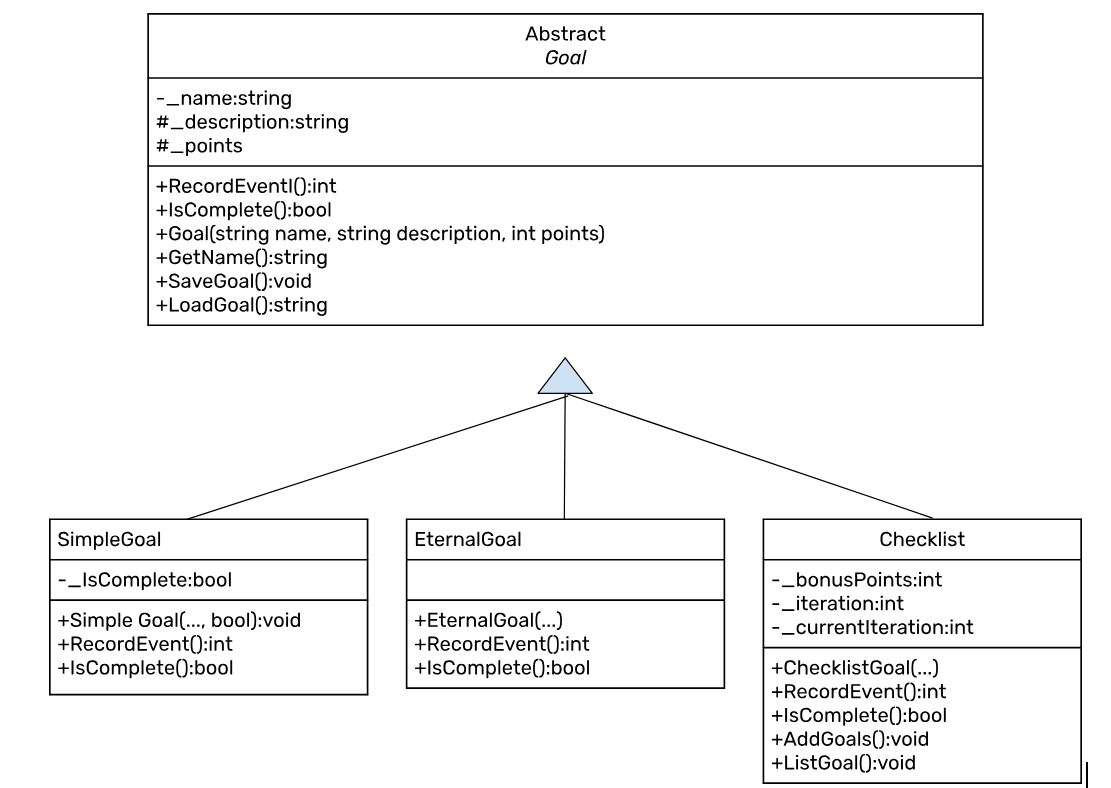 Abstract
Goal
-_name:string
#_description:string
#_points
+RecordEventI():int
+IsComplete():bool
+Goal(string name, string description, int points)
+GetName():string
+SaveGoal():void
+LoadGoal():string
SimpleGoal
-_IsComplete:bool
+Simple Goal(..., bool):void
+RecordEvent():int
+IsComplete():bool
EternalGoal
+EternalGoal(...)
+RecordEvent():int
+IsComplete():bool
Checklist
-_bonusPoints:int
-_iteration:int
-_currentIteration:int
+ChecklistGoal(...)
+RecordEvent():int
+IsComplete():bool
+AddGoals():void
+ListGoal():void